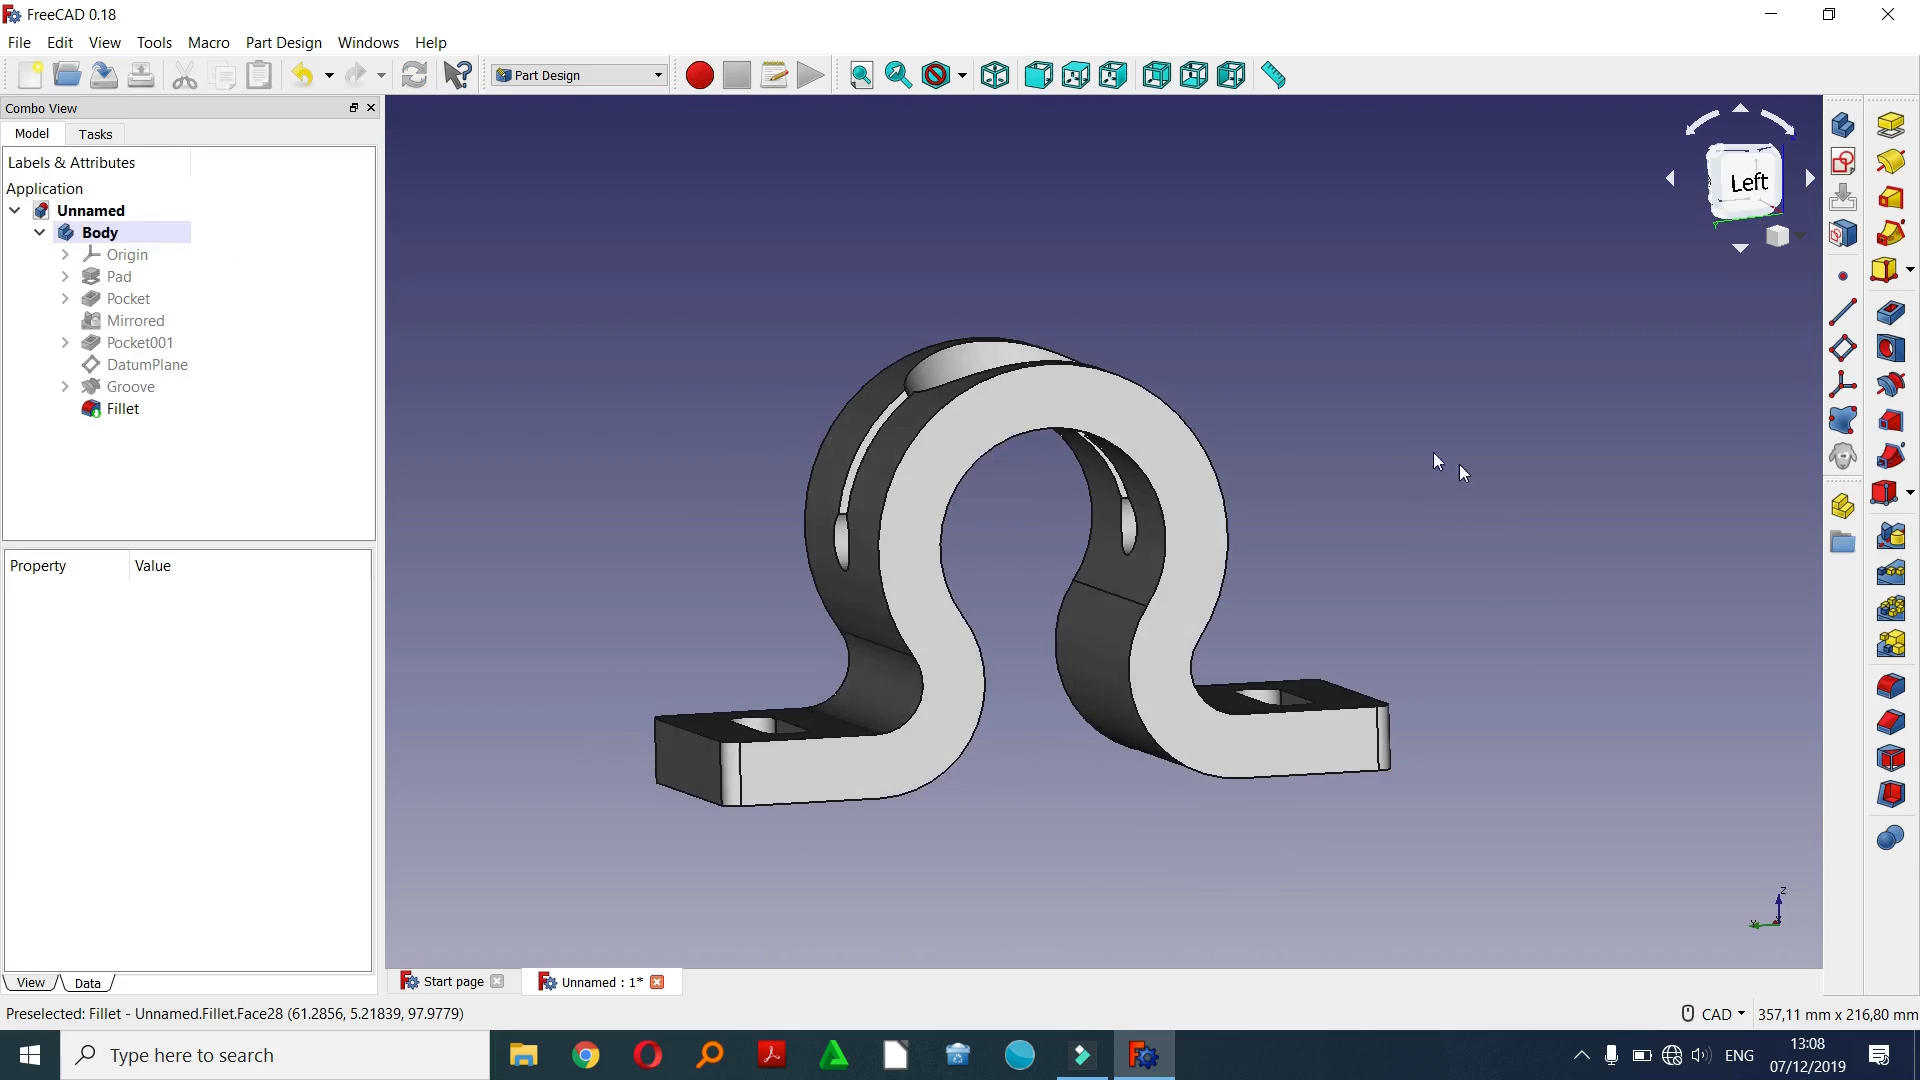 FreeCAD 0.18
File Edit View Tools Macro Part Design Windows Help
Part Design
Combo View
Model Tasks
Labels & Attributes
Application
Unnamed
Body
Origin
Pad
Pocket
Mirrored
Pocket001
DatumPlane
Groove
Fillet
Left
Property Value
Z
Y
View Data
Start page
Unnamed : 1*
Preselected: Fillet - Unnamed.Fillet.Face28 (61.2856, 5.21839, 97.9779)
CAD 357,11 mm x 216,80 mm
Type here to search
ENG
13:08
07/12/2019